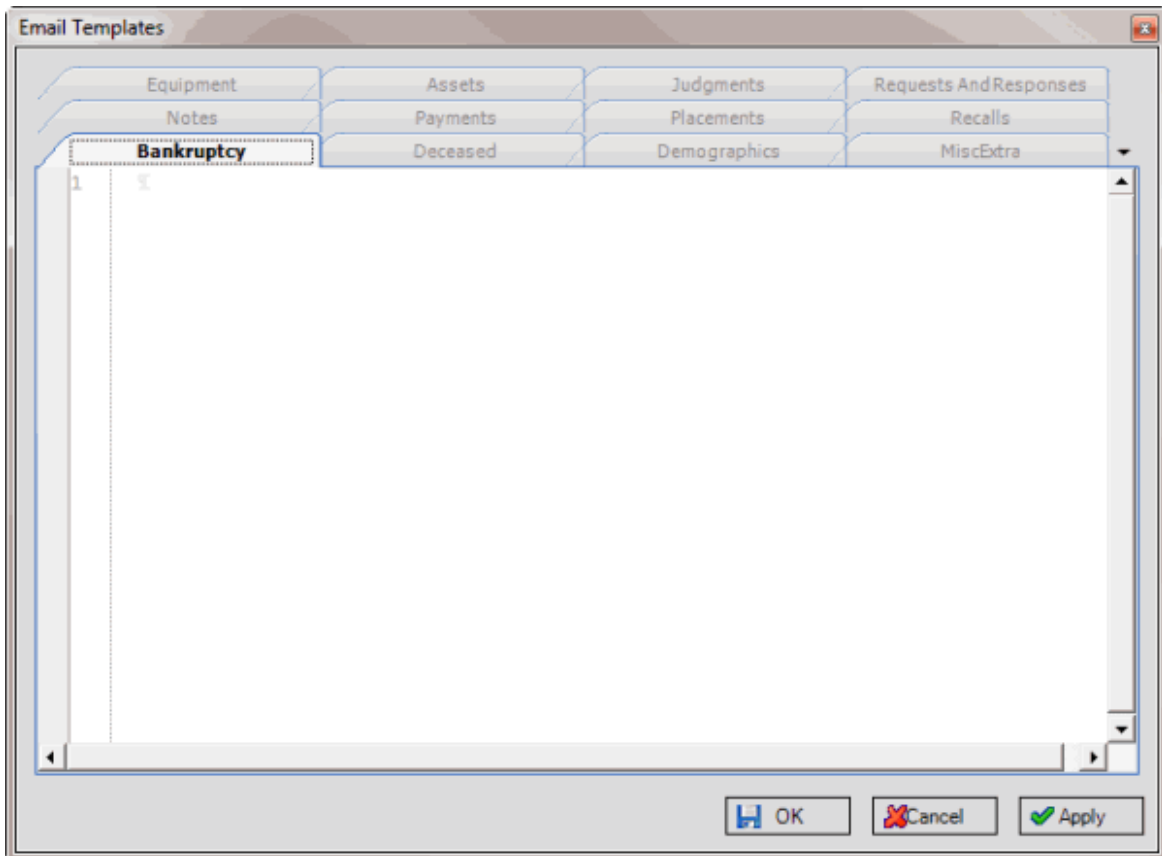 Email Templates
Equipment Assets Judgments Requests And Responses
Notes Payments Placements Recalls
Bankruptcy Deceased Demographics MiscExtra
1 ¶
OK Cancel Apply